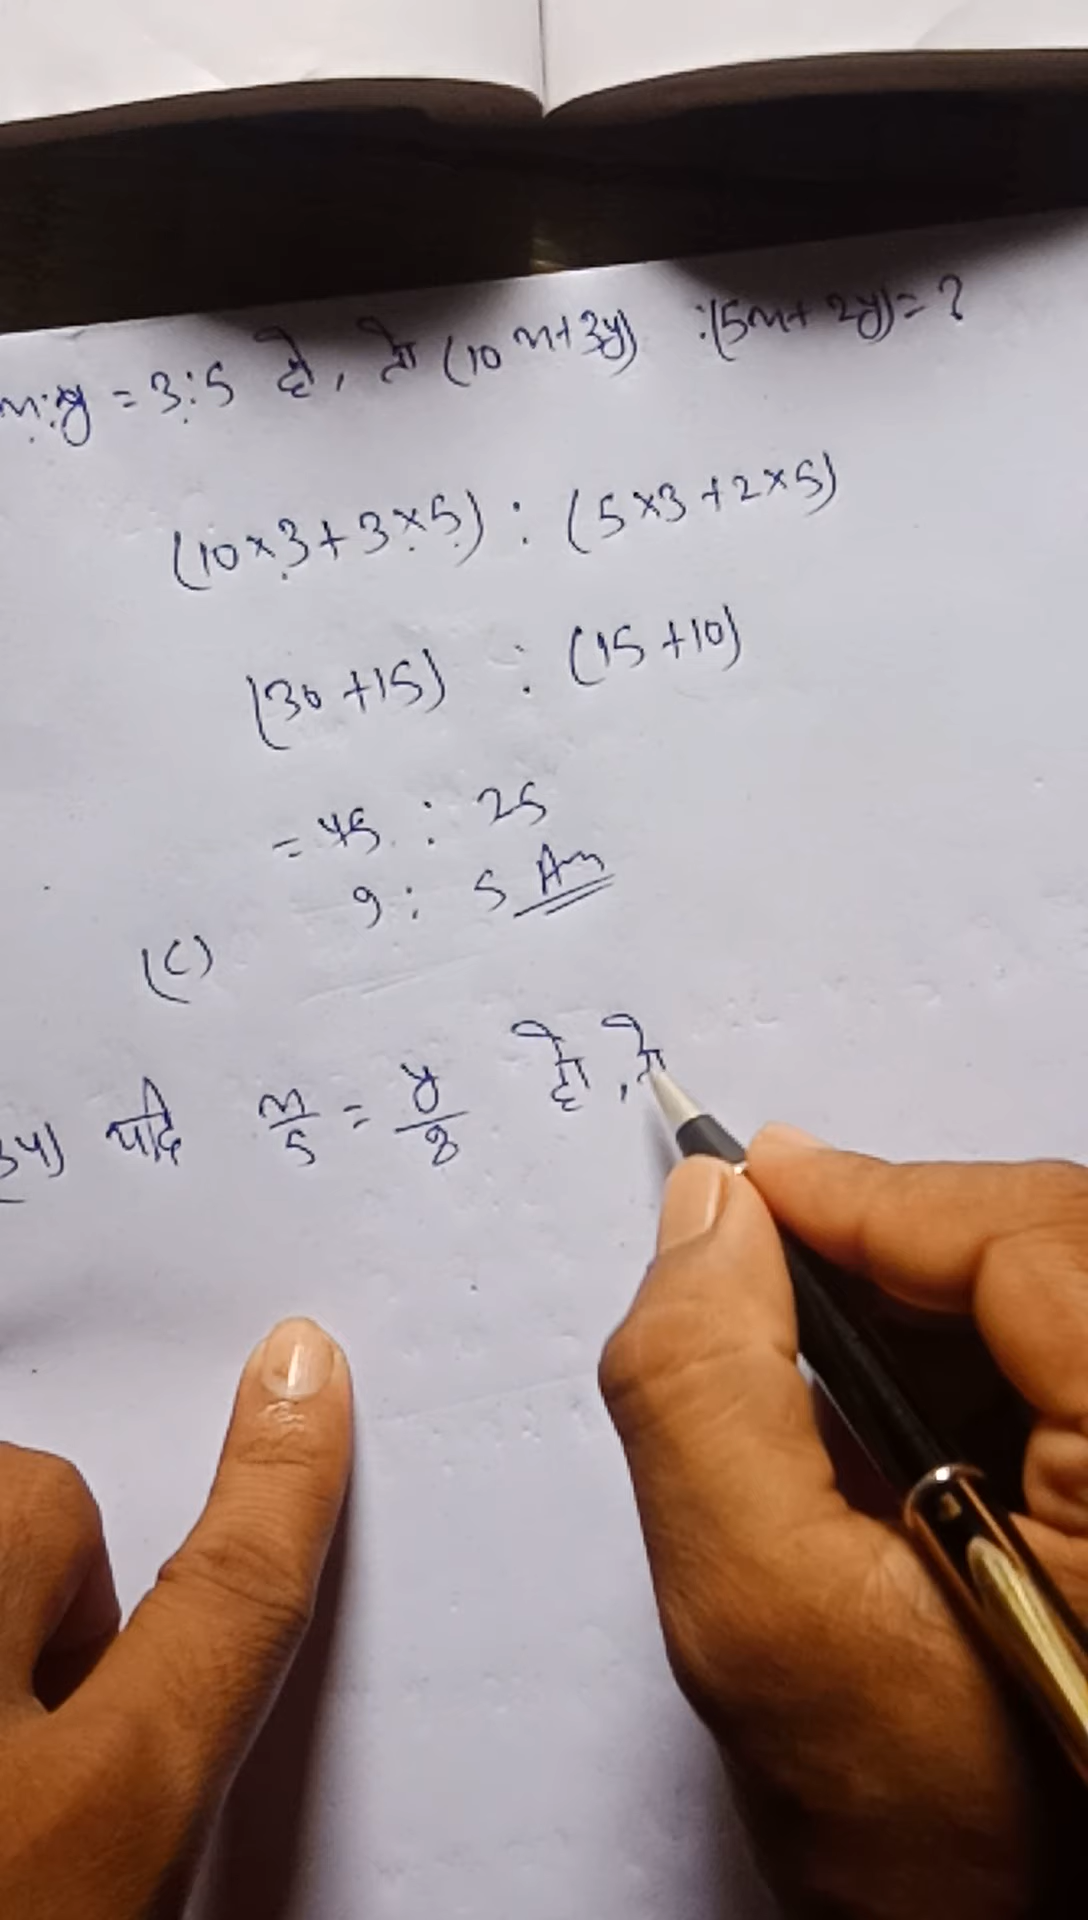 x:y = 3:5 हो, तो (10x+3y) :(5x+2y)=?
(10×3+3×5) : (5×3+2×5)
(30+15) : (15+10)
= 45 : 25
9 : 5 Ans
(C)
34) यदि x/5 = y/8 हो, तो